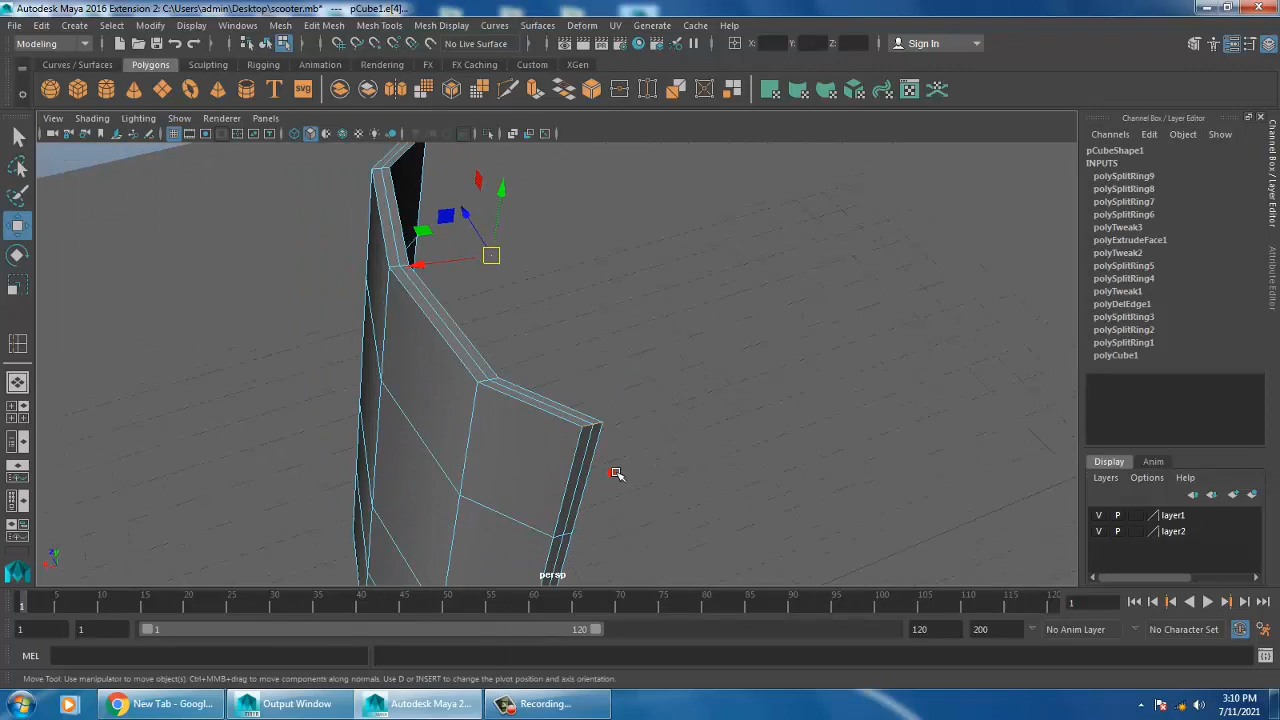 Autodesk Maya 2016 Extension 2: C:\Users\admin\Desktop\scooter.mb* --- pCube1.e[4]...
File Edit Create Select Modify Display Windows Mesh Edit Mesh Mesh Tools Mesh Display Curves Surfaces Deform UV Generate Cache Help
Modeling No Live Surface X: Y: Z: Sign In
Curves / Surfaces Polygons Sculpting Rigging Animation Rendering FX FX Caching Custom XGen
T svg
View Shading Lighting Show Renderer Panels
Channel Box / Layer Editor
Channels Edit Object Show
pCubeShape1
INPUTS
polySplitRing9
polySplitRing8
polySplitRing7
polySplitRing6
polyTweak3
polyExtrudeFace1
polyTweak2
polySplitRing5
polySplitRing4
polyTweak1
polyDelEdge1
polySplitRing3
polySplitRing2
polySplitRing1
polyCube1
Channel Box / Layer Editor
Display Anim
Layers Options Help
V P layer1
V P layer2
persp
1 5 10 15 20 25 30 35 40 45 50 55 60 65 70 75 80 85 90 95 100 105 110 115 120 1
1 1 1 120 120 200 No Anim Layer No Character Set
MEL
Move Tool: Use manipulator to move object(s). Ctrl+MMB+drag to move components along normals. Use D or INSERT to change the pivot position and axis orientation.
New Tab - Googl... Output Window Autodesk Maya 2... Recording...
3:10 PM
7/11/2021